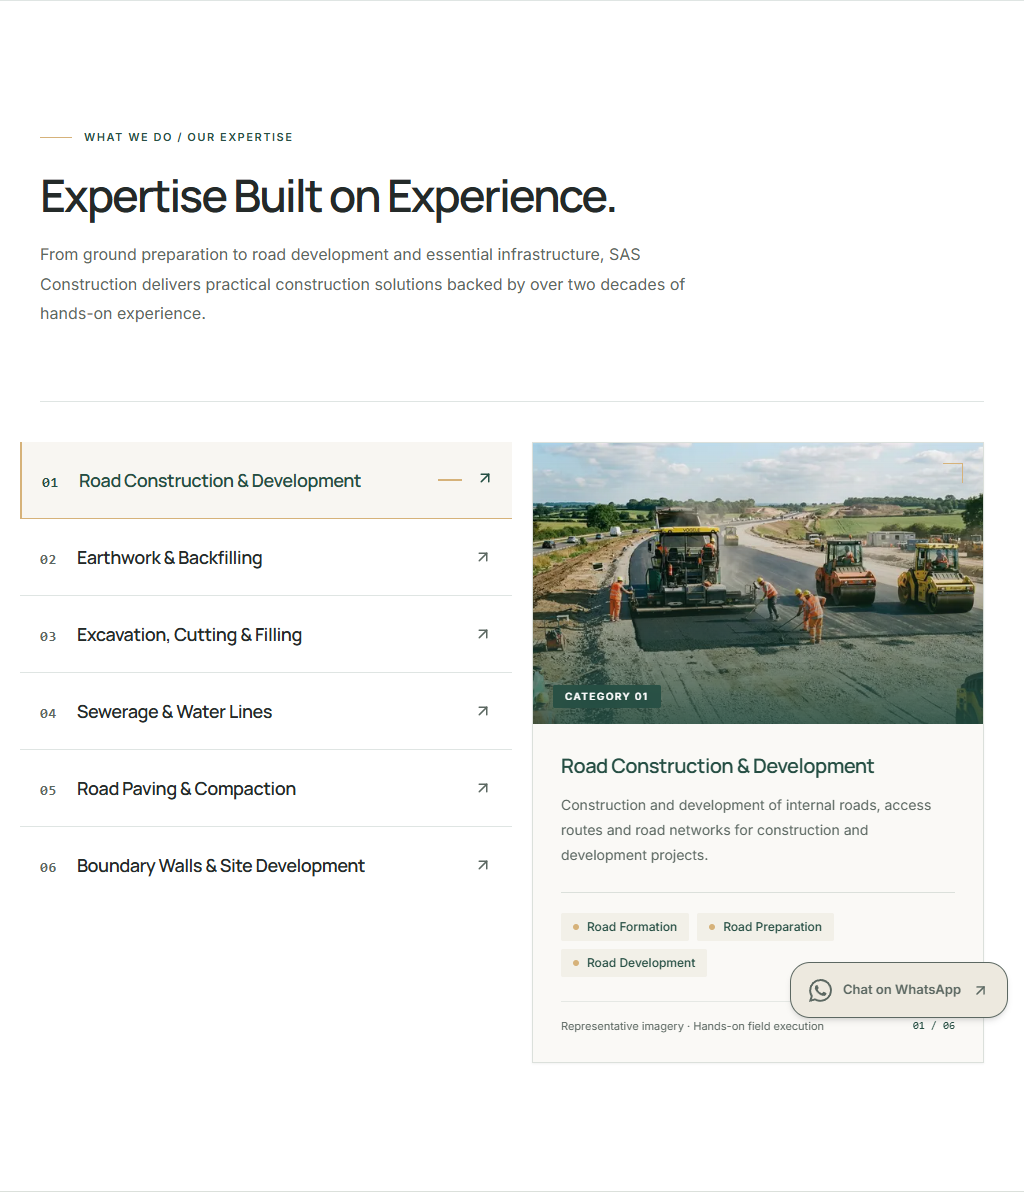 WHAT WE DO / OUR EXPERTISE
Expertise Built on Experience.
From ground preparation to road development and essential infrastructure, SAS
Construction delivers practical construction solutions backed by over two decades of
hands-on experience.
01 Road Construction & Development
02 Earthwork & Backfilling
03 Excavation, Cutting & Filling
04 Sewerage & Water Lines
05 Road Paving & Compaction
06 Boundary Walls & Site Development
CATEGORY 01
Road Construction & Development
Construction and development of internal roads, access
routes and road networks for construction and
development projects.
Road Formation
Road Preparation
Road Development
Chat on WhatsApp
Representative imagery · Hands-on field execution
01 / 06